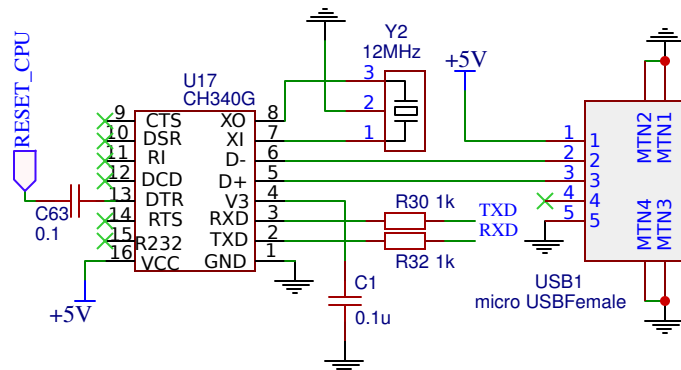 RESET_CPU
U17
CH340G
9 CTS XO 8
10 DSR XI 7
11 RI D- 6
12 DCD D+ 5
13 DTR V3 4
14 RTS RXD 3
15 R232 TXD 2
16 VCC GND 1
C63
0.1
+5V
Y2
12MHz
3
2
1
+5V
R30 1k
TXD
RXD
R32 1k
C1
0.1u
1 1
2 2
3 3
4 4
5 5
MTN2
MTN1
MTN4
MTN3
USB1
micro USBFemale